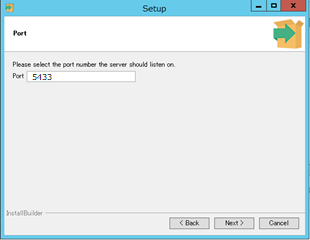 Setup
Port
Please select the port number the server should listen on.
Port 5433
InstallBuilder
< Back Next > Cancel